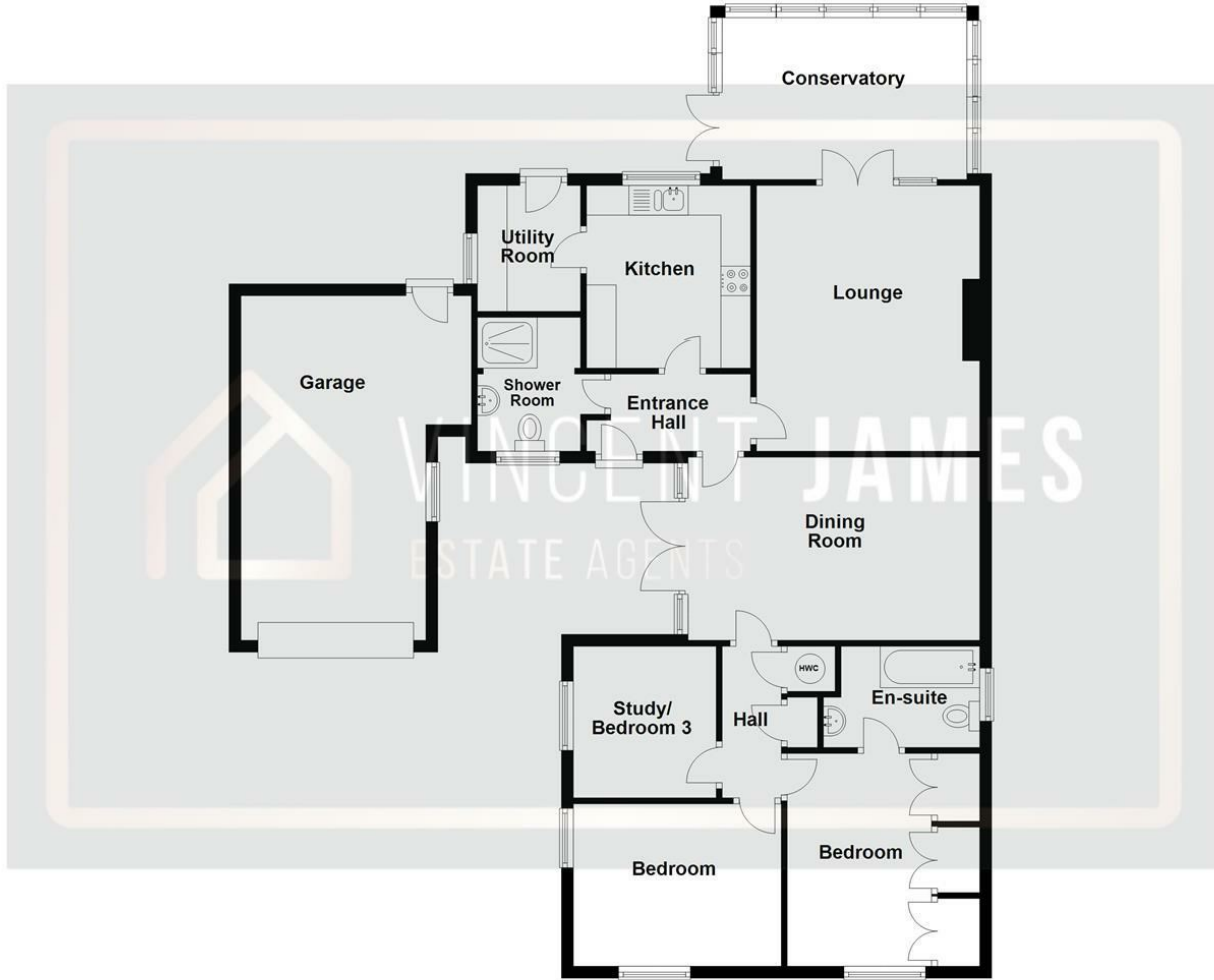 Conservatory
Utility
Room
Kitchen
Lounge
Garage
Shower
Room
Entrance
Hall
VINCENT JAMES
ESTATE AGENTS
Dining
Room
HWC
Study/
Bedroom 3
Hall
En-suite
Bedroom
Bedroom